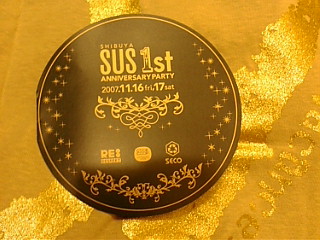 SHIBUYA
SUS 1st
ANNIVERSARY PARTY
2007.11.16 fri. 17 sat
SECO